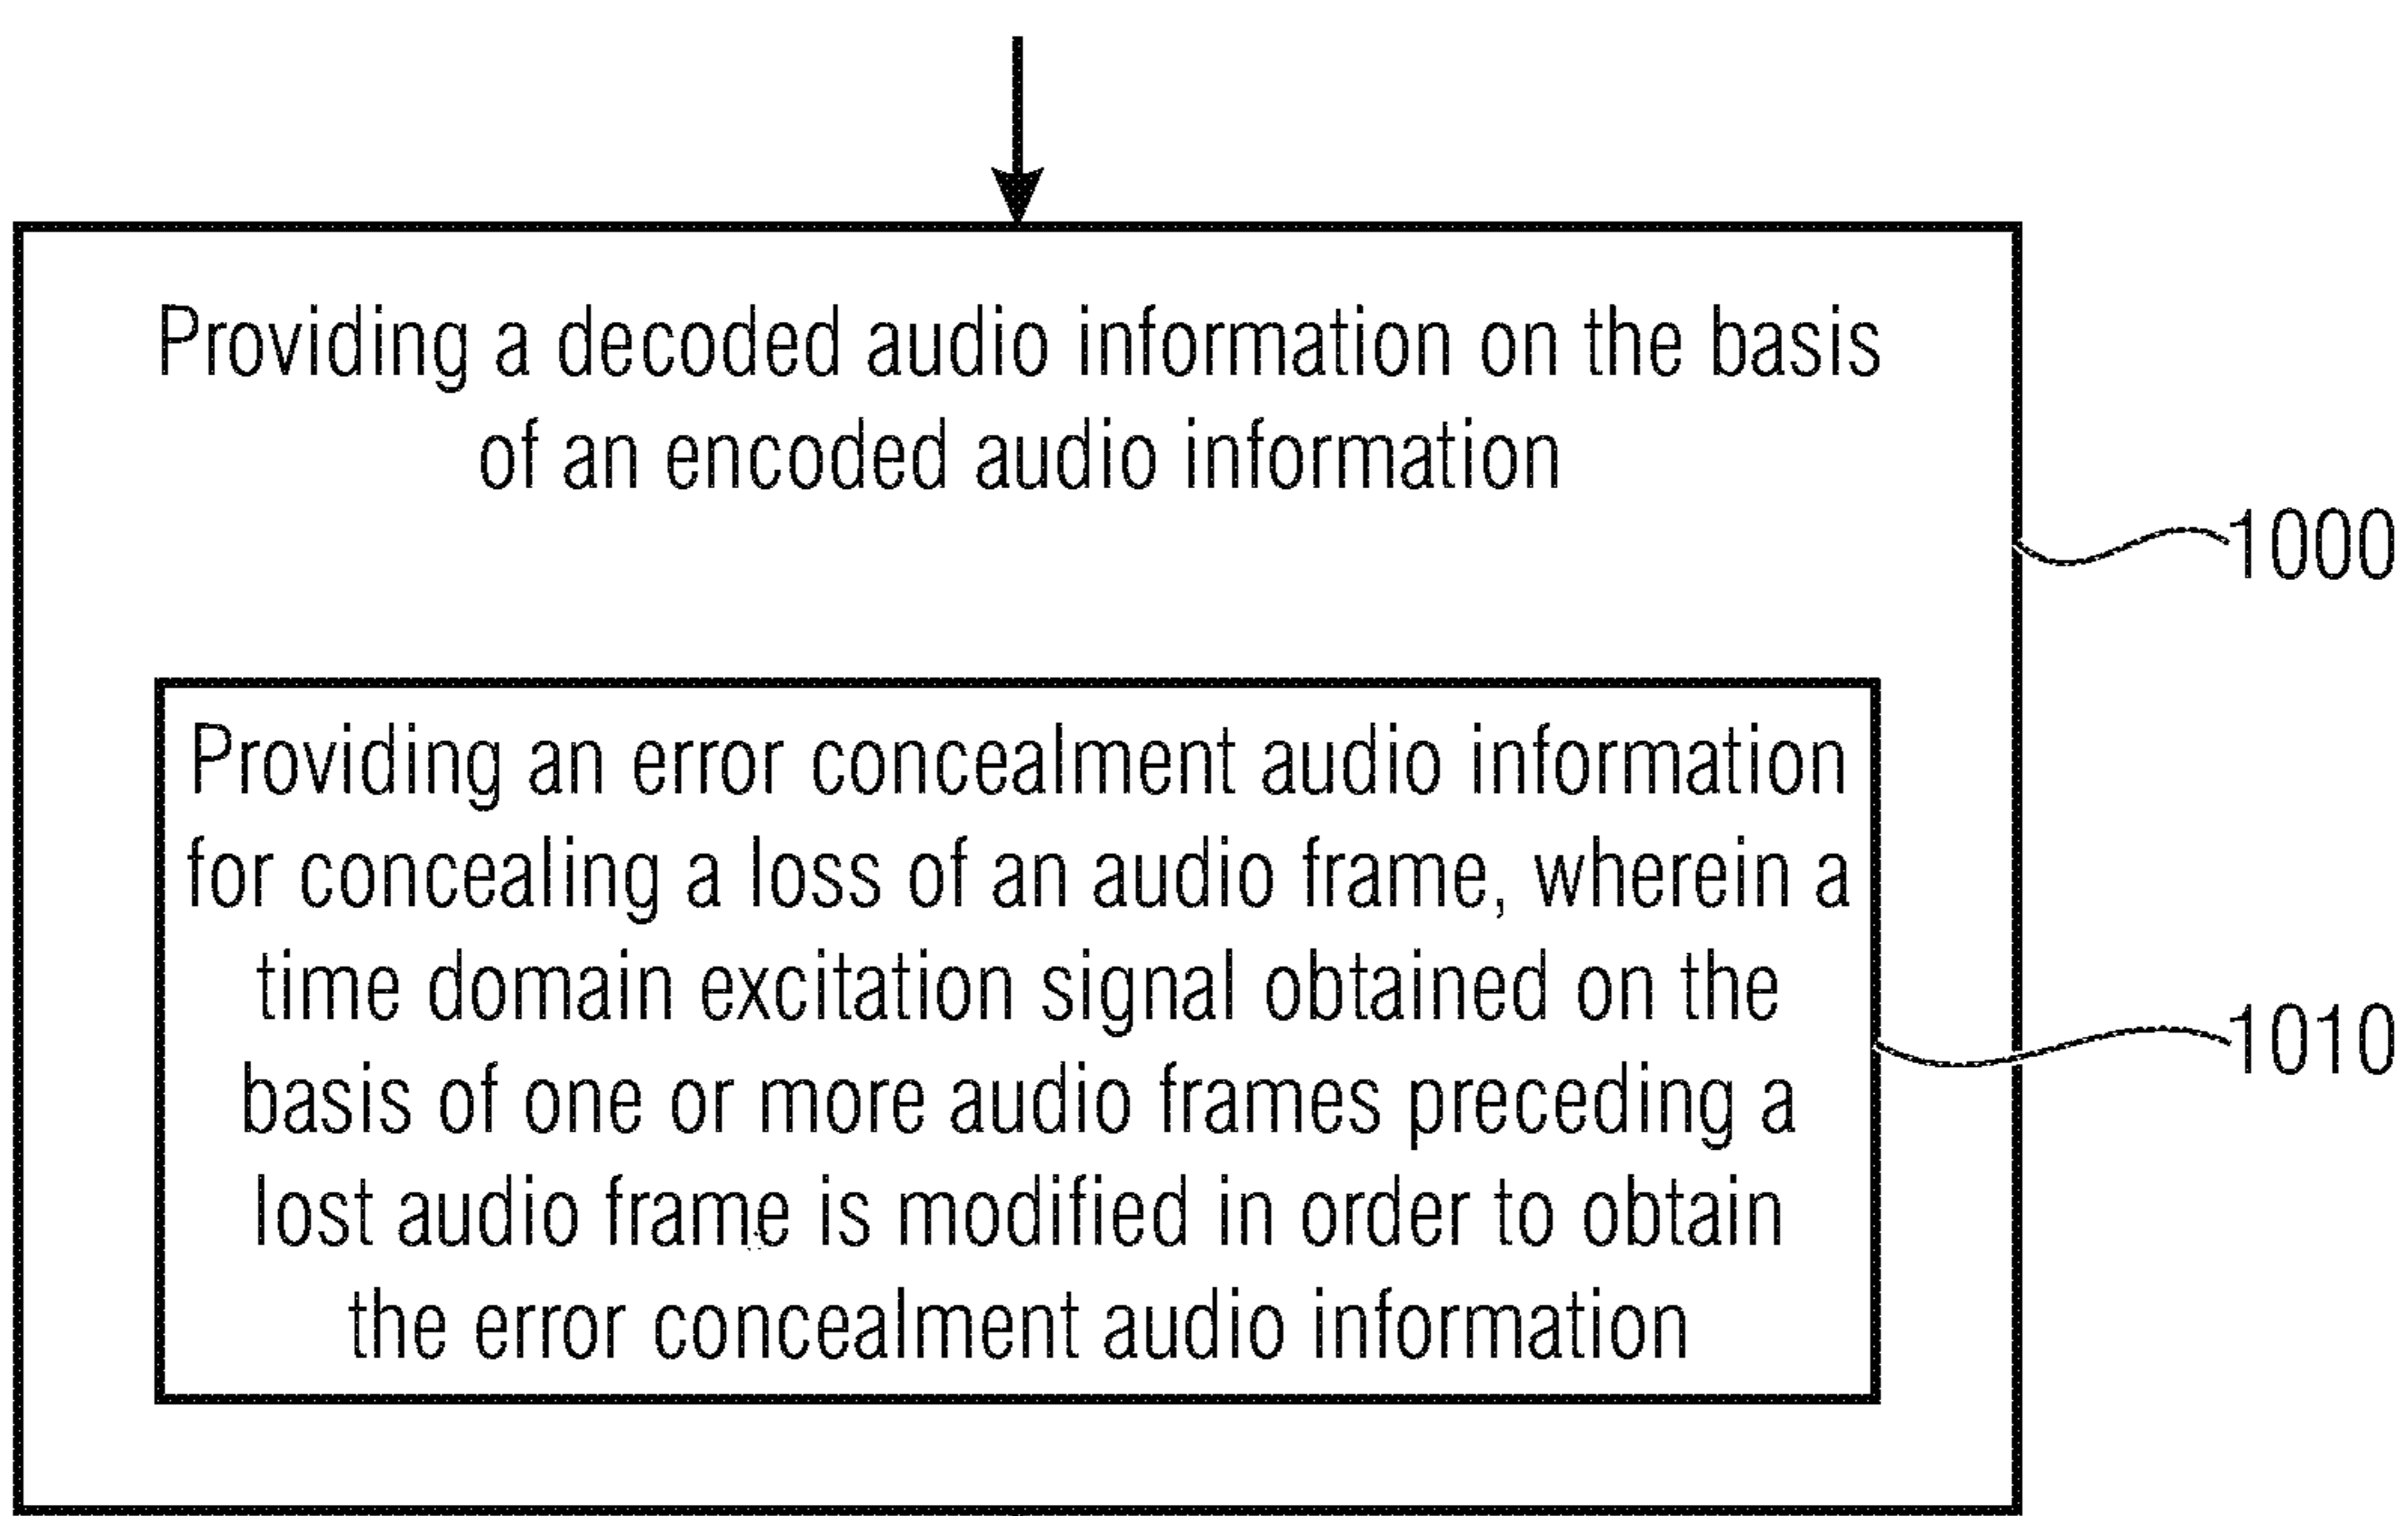 Providing a decoded audio information on the basis
of an encoded audio information
1000
Providing an error concealment audio information
for concealing a loss of an audio frame, wherein a
time domain excitation signal obtained on the
basis of one or more audio frames preceding a
lost audio frame is modified in order to obtain
the error concealment audio information
1010